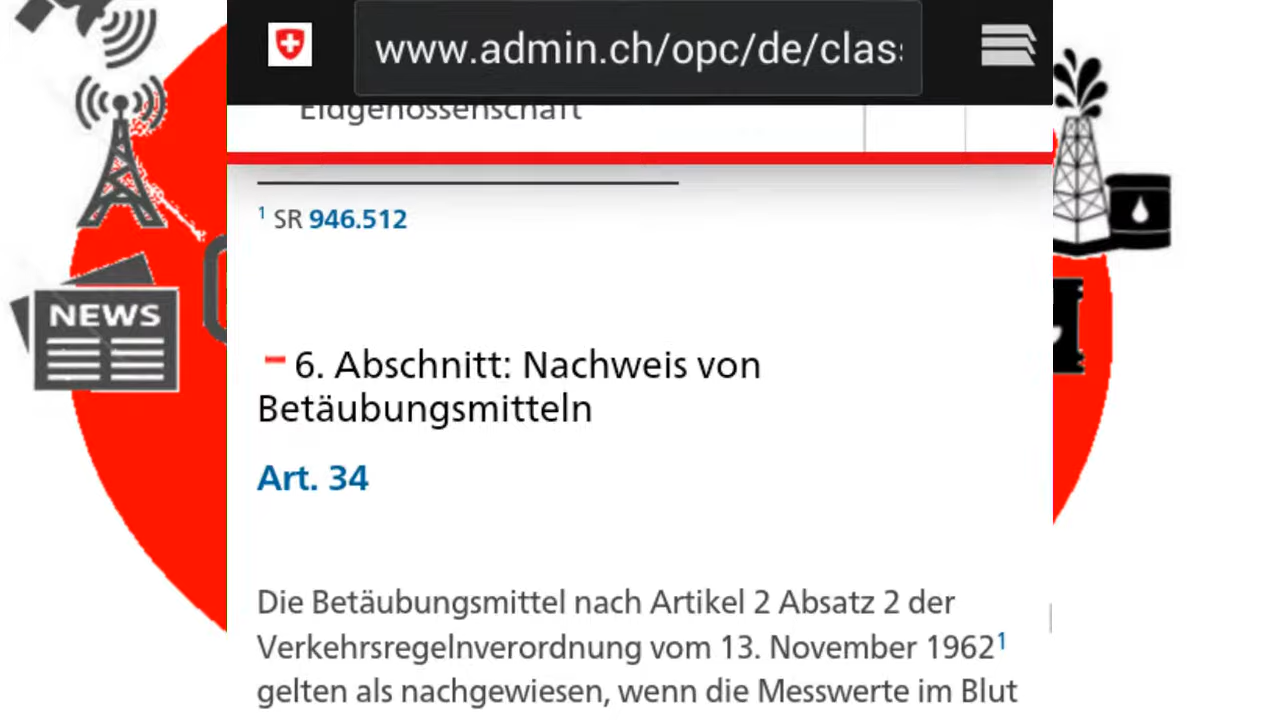 www.admin.ch/opc/de/clas
Eidgenossenschaft
¹ SR 946.512
NEWS
6. Abschnitt: Nachweis von
Betäubungsmitteln
Art. 34
Die Betäubungsmittel nach Artikel 2 Absatz 2 der
Verkehrsregelnverordnung vom 13. November 1962¹
gelten als nachgewiesen, wenn die Messwerte im Blut